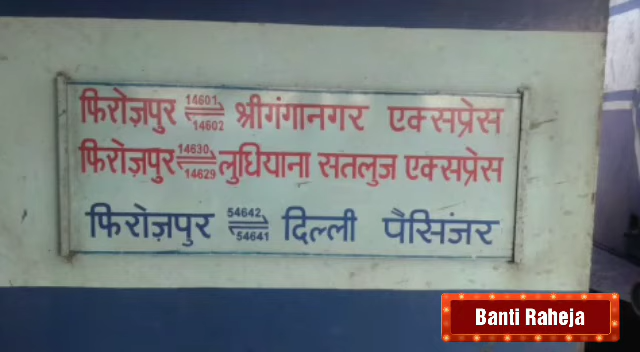 फिरोज़पुर 14601 14602 श्रीगंगानगर एक्सप्रेस
फिरोज़पुर 14630 14629 लुधियाना सतलुज एक्सप्रेस
फिरोज़पुर 54642 54641 दिल्ली पैसिंजर
Banti Raheja